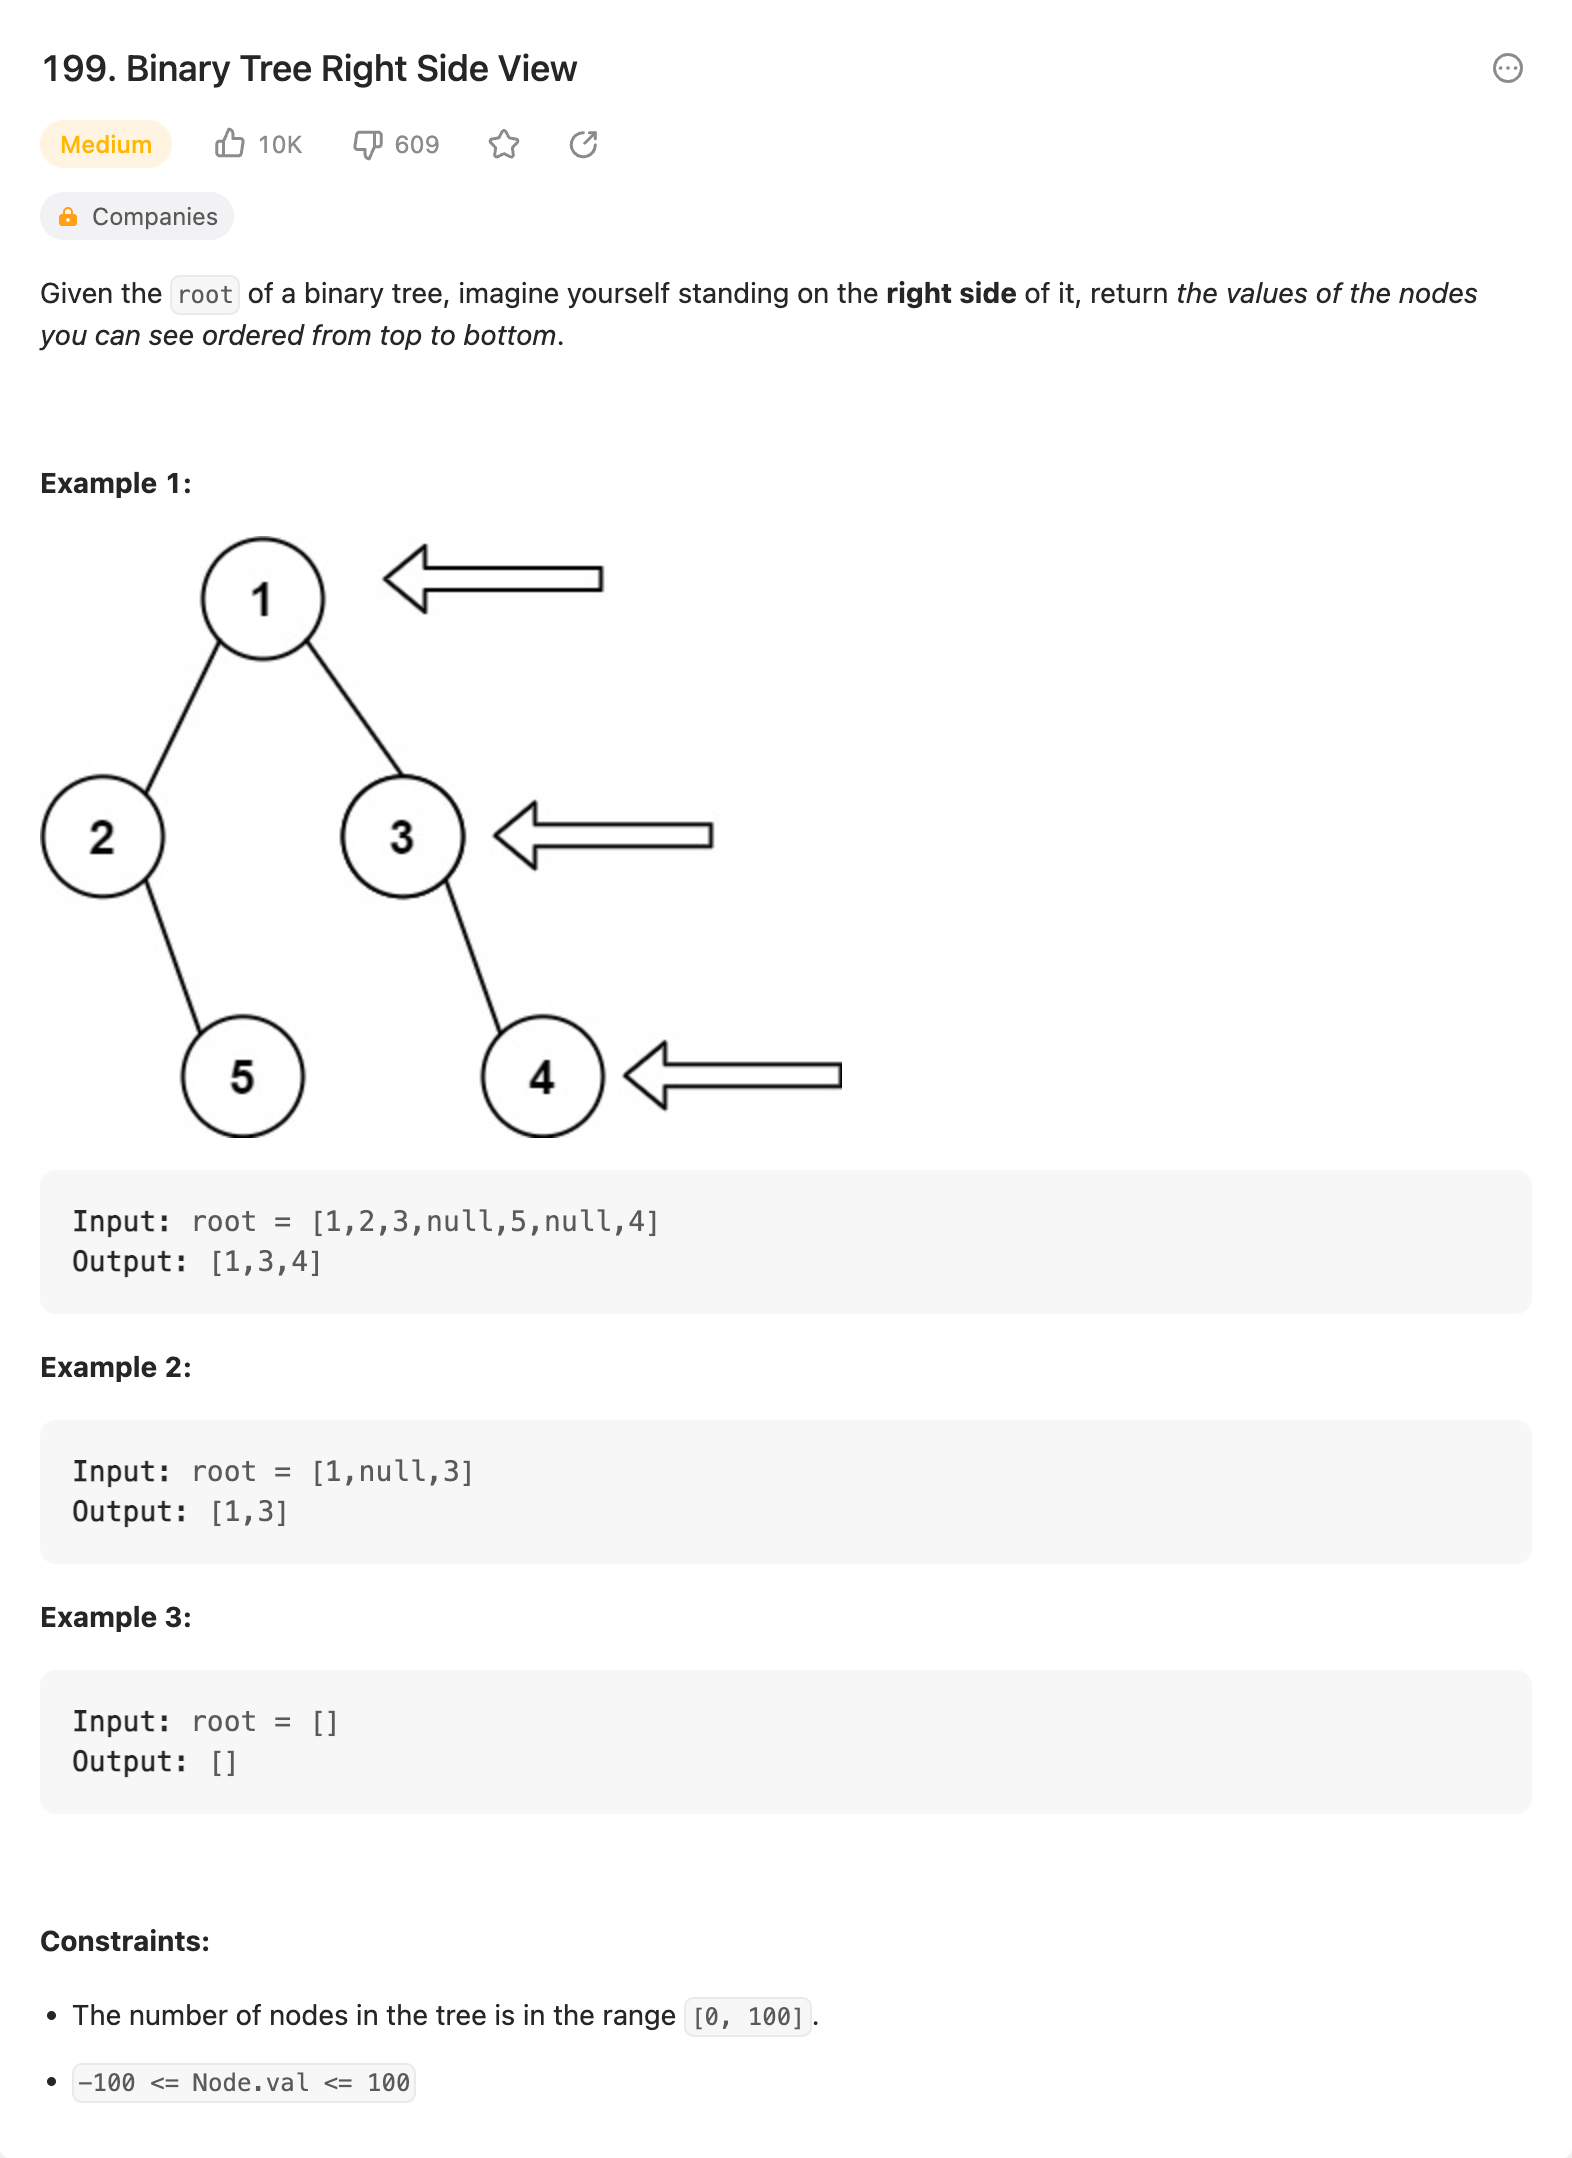 199. Binary Tree Right Side View
Medium 10K 609
Companies
Given the root of a binary tree, imagine yourself standing on the right side of it, return the values of the nodes
you can see ordered from top to bottom.
Example 1:
1
2 3
5 4
Input: root = [1,2,3,null,5,null,4]
Output: [1,3,4]
Example 2:
Input: root = [1,null,3]
Output: [1,3]
Example 3:
Input: root = []
Output: []
Constraints:
• The number of nodes in the tree is in the range [0, 100].
• -100 <= Node.val <= 100